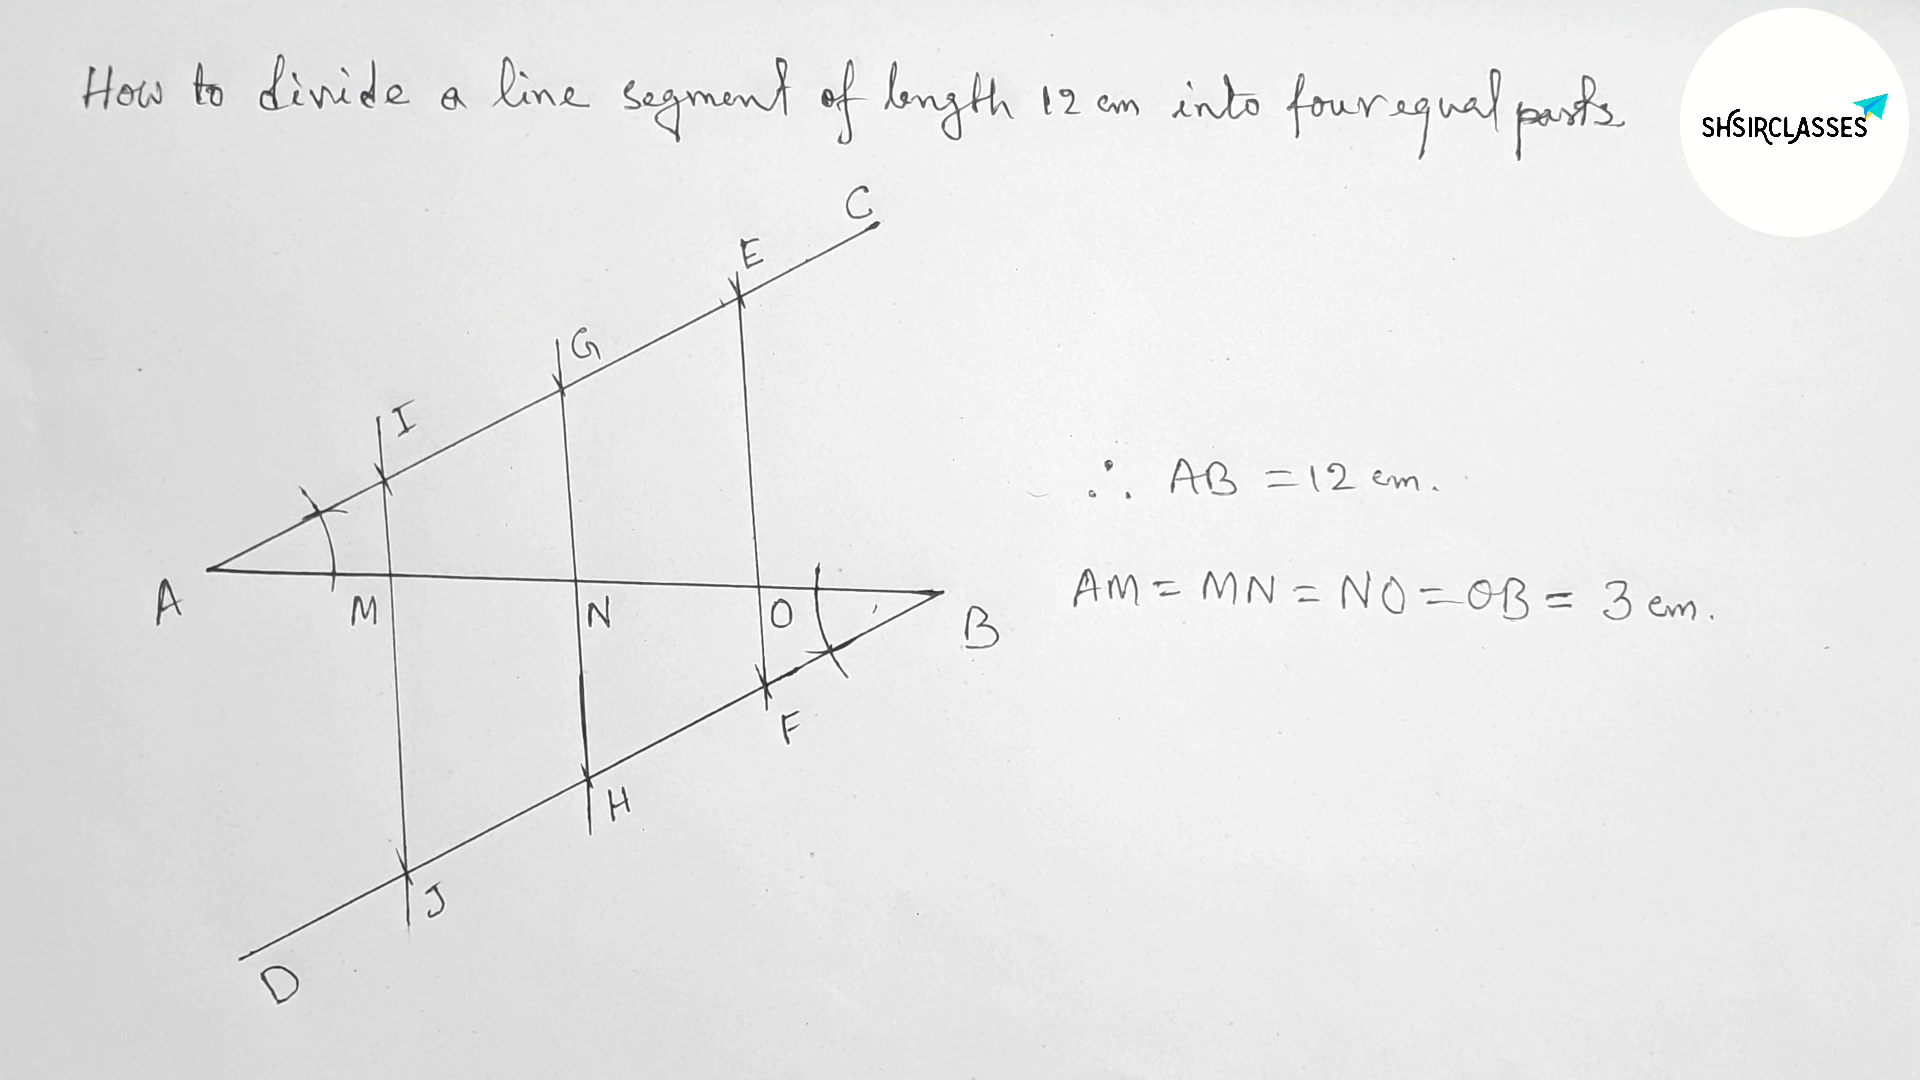 How to divide a line segment of length 12 cm into four equal parts.
SHSIRCLASSES
C
E
G
I
∴ AB = 12 cm.
A
M
N
O
B
AM = MN = NO = OB = 3 cm.
F
H
J
D